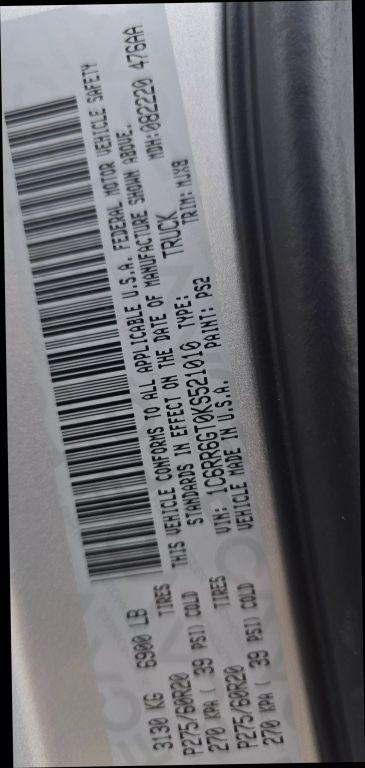 3130 KG 6900 LB
P275/60R20 TIRES
270 KPA ( 39 PSI) COLD
P275/60R20 TIRES
270 KPA ( 39 PSI) COLD
THIS VEHICLE CONFORMS TO ALL APPLICABLE U.S.A. FEDERAL MOTOR VEHICLE SAFETY
STANDARDS IN EFFECT ON THE DATE OF MANUFACTURE SHOWN ABOVE.
MDH:082220 476AA
VIN: 1C6RR6GT0KS521010 TYPE: TRUCK
VEHICLE MADE IN U.S.A. PAINT: PS2 TRIM: MJX8